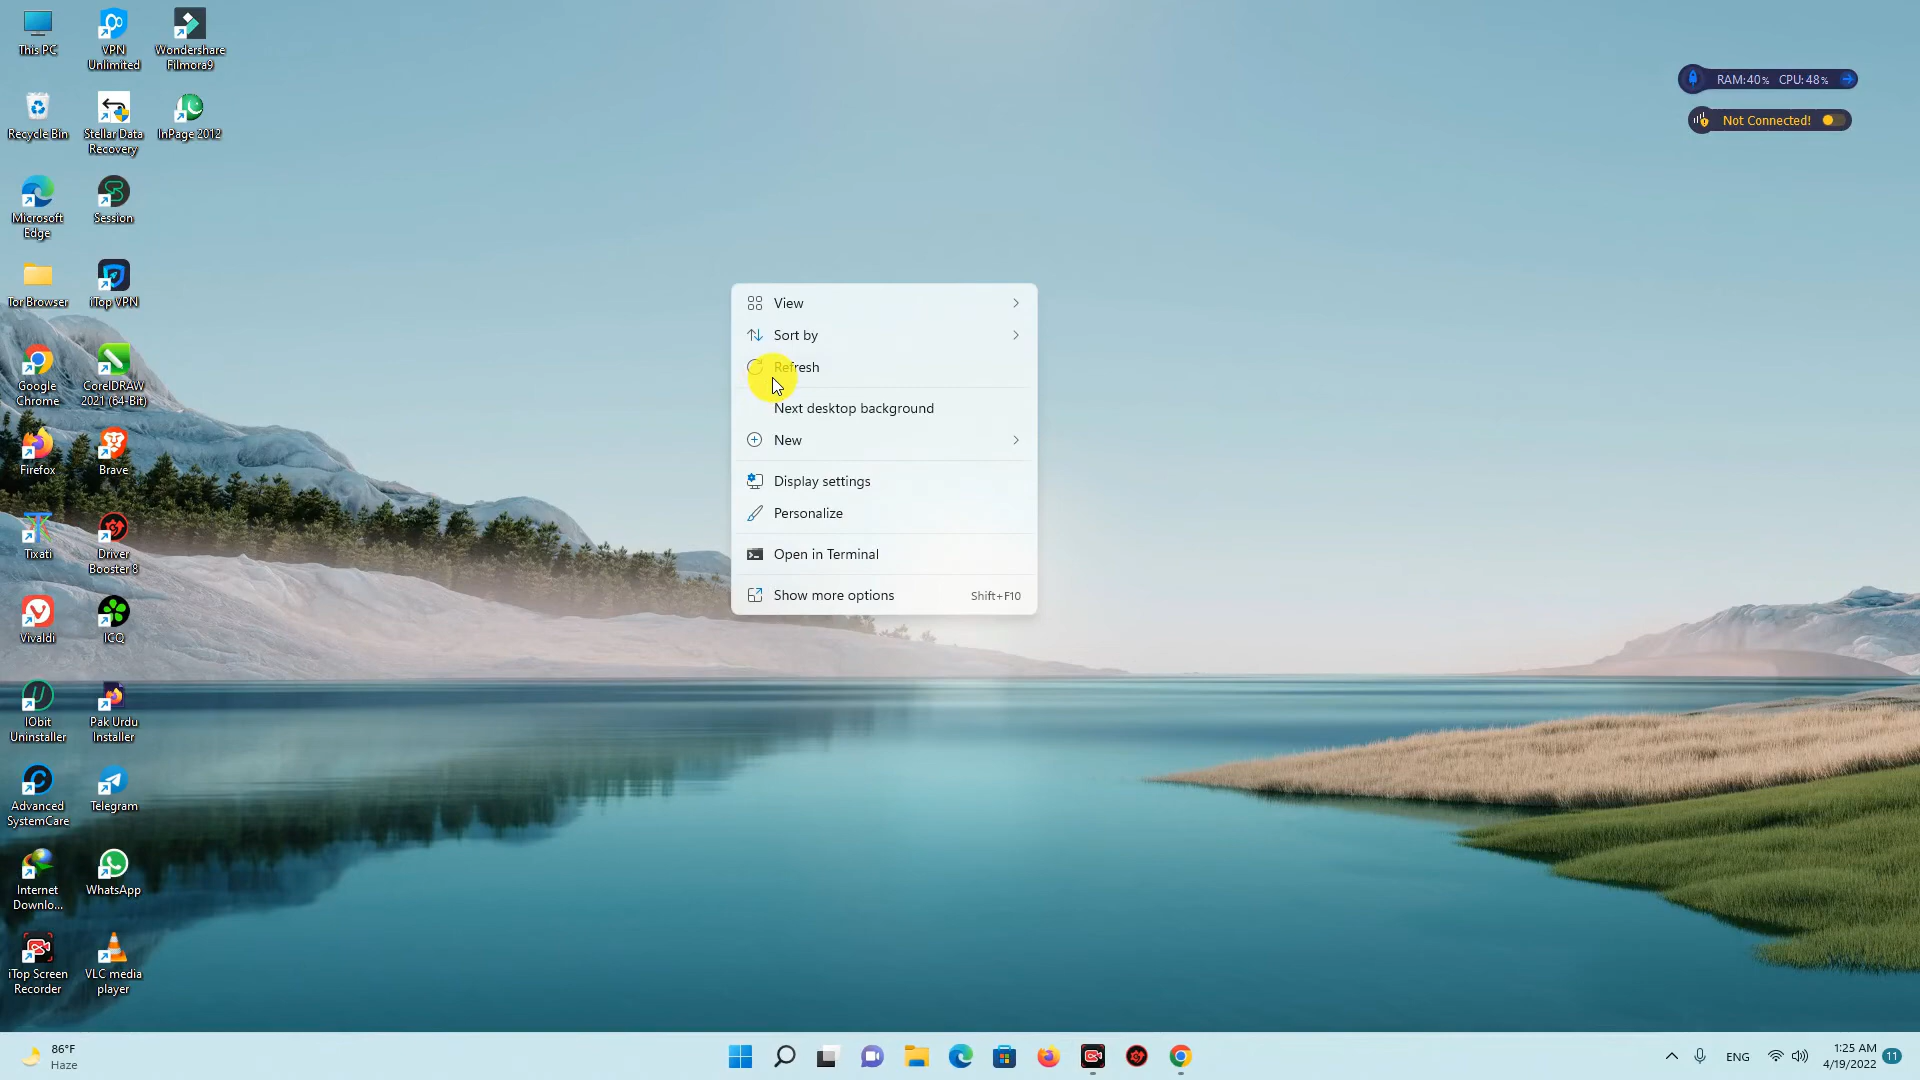 This PC
VPN
Unlimited
Wondershare
Filmora9
Recycle Bin
Stellar Data
Recovery
InPage 2012
Microsoft
Edge
Session
Tor Browser
iTop VPN
Google
Chrome
CorelDRAW
2021 (64-Bit)
Firefox
Brave
Tixati
Driver
Booster 8
Vivaldi
ICQ
IObit
Uninstaller
Pak Urdu
Installer
Advanced
SystemCare
Telegram
Internet
Downlo...
WhatsApp
iTop Screen
Recorder
VLC media
player
View
Sort by
Refresh
Next desktop background
New
Display settings
Personalize
Open in Terminal
Show more options Shift+F10
RAM:40% CPU:48%
Not Connected!
86°F
Haze
ENG
1:25 AM
4/19/2022
11